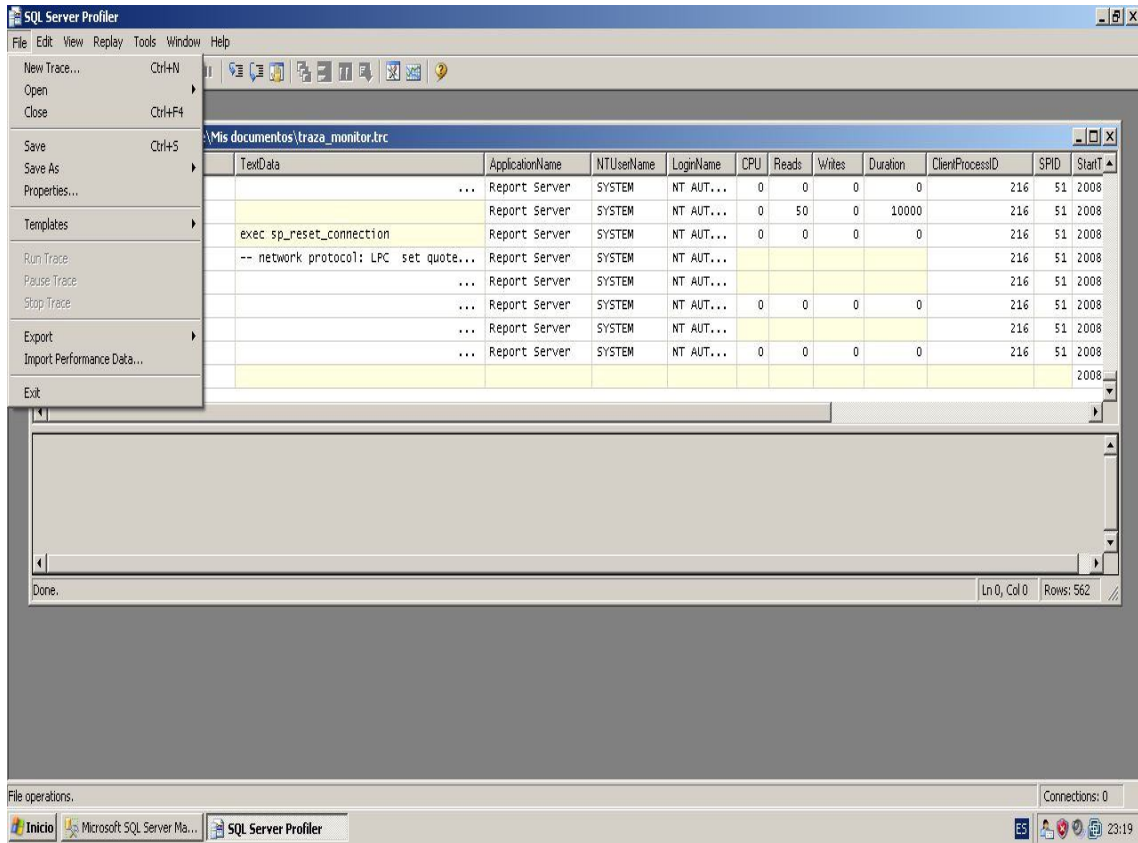 SQL Server Profiler
File Edit View Replay Tools Window Help
New Trace... Ctrl+N
Open
Close Ctrl+F4
Save Ctrl+S
Save As
Properties...
Templates
Run Trace
Pause Trace
Stop Trace
Export
Import Performance Data...
Exit
:\Mis documentos\traza_monitor.trc
TextData ApplicationName NTUserName LoginName CPU Reads Writes Duration ClientProcessID SPID StartT
... Report Server SYSTEM NT AUT... 0 0 0 0 216 51 2008
Report Server SYSTEM NT AUT... 0 50 0 10000 216 51 2008
exec sp_reset_connection Report Server SYSTEM NT AUT... 0 0 0 0 216 51 2008
-- network protocol: LPC set quote... Report Server SYSTEM NT AUT... 216 51 2008
... Report Server SYSTEM NT AUT... 216 51 2008
... Report Server SYSTEM NT AUT... 0 0 0 0 216 51 2008
... Report Server SYSTEM NT AUT... 216 51 2008
... Report Server SYSTEM NT AUT... 0 0 0 0 216 51 2008
2008
Done. Ln 0, Col 0 Rows: 562
File operations. Connections: 0
Inicio Microsoft SQL Server Ma... SQL Server Profiler ES 23:19